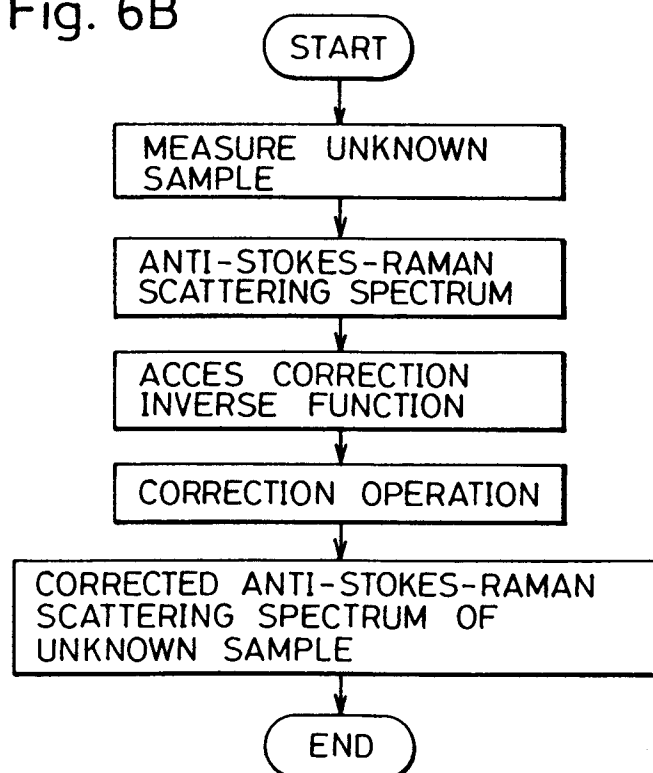 Fig. 6B
START
MEASURE UNKNOWN
SAMPLE
ANTI-STOKES-RAMAN
SCATTERING SPECTRUM
ACCES CORRECTION
INVERSE FUNCTION
CORRECTION OPERATION
CORRECTED ANTI-STOKES-RAMAN
SCATTERING SPECTRUM OF
UNKNOWN SAMPLE
END